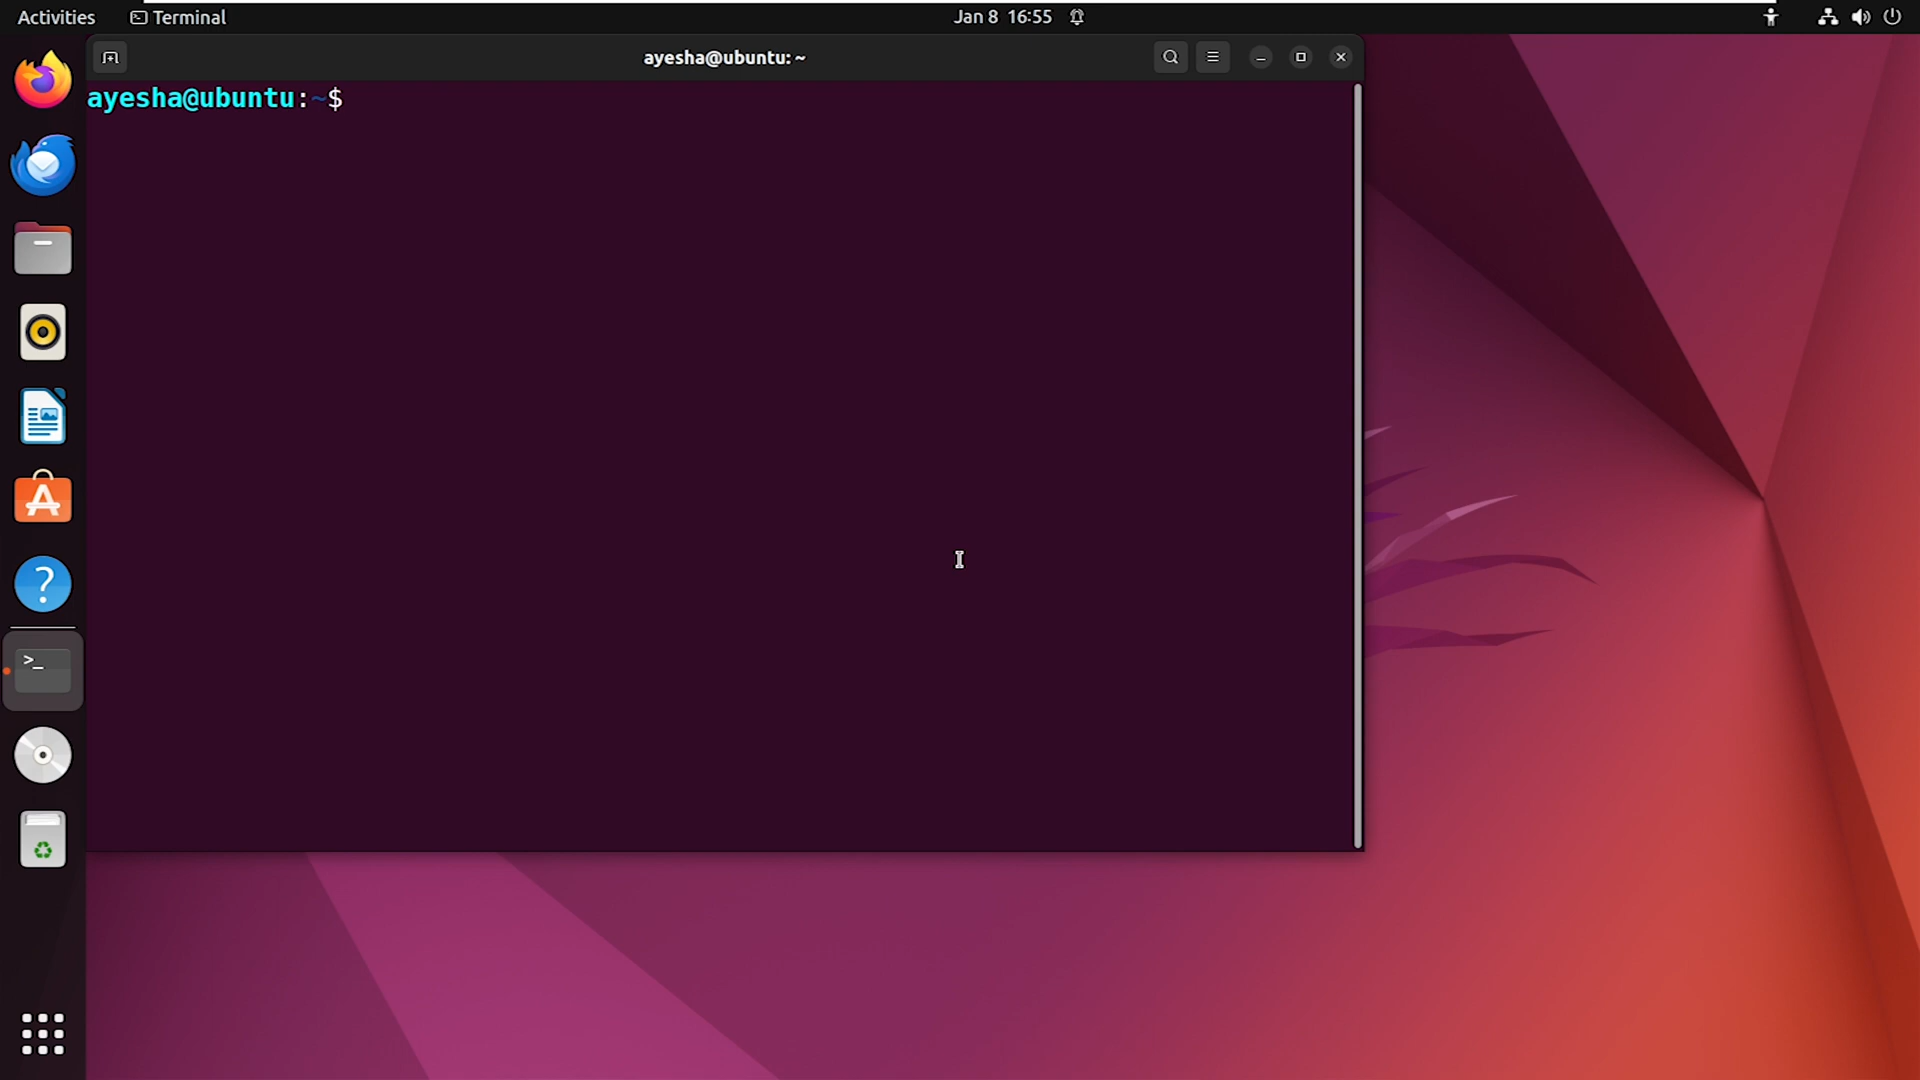 Activities Terminal Jan 8 16:55
ayesha@ubuntu: ~
ayesha@ubuntu:~$
>_